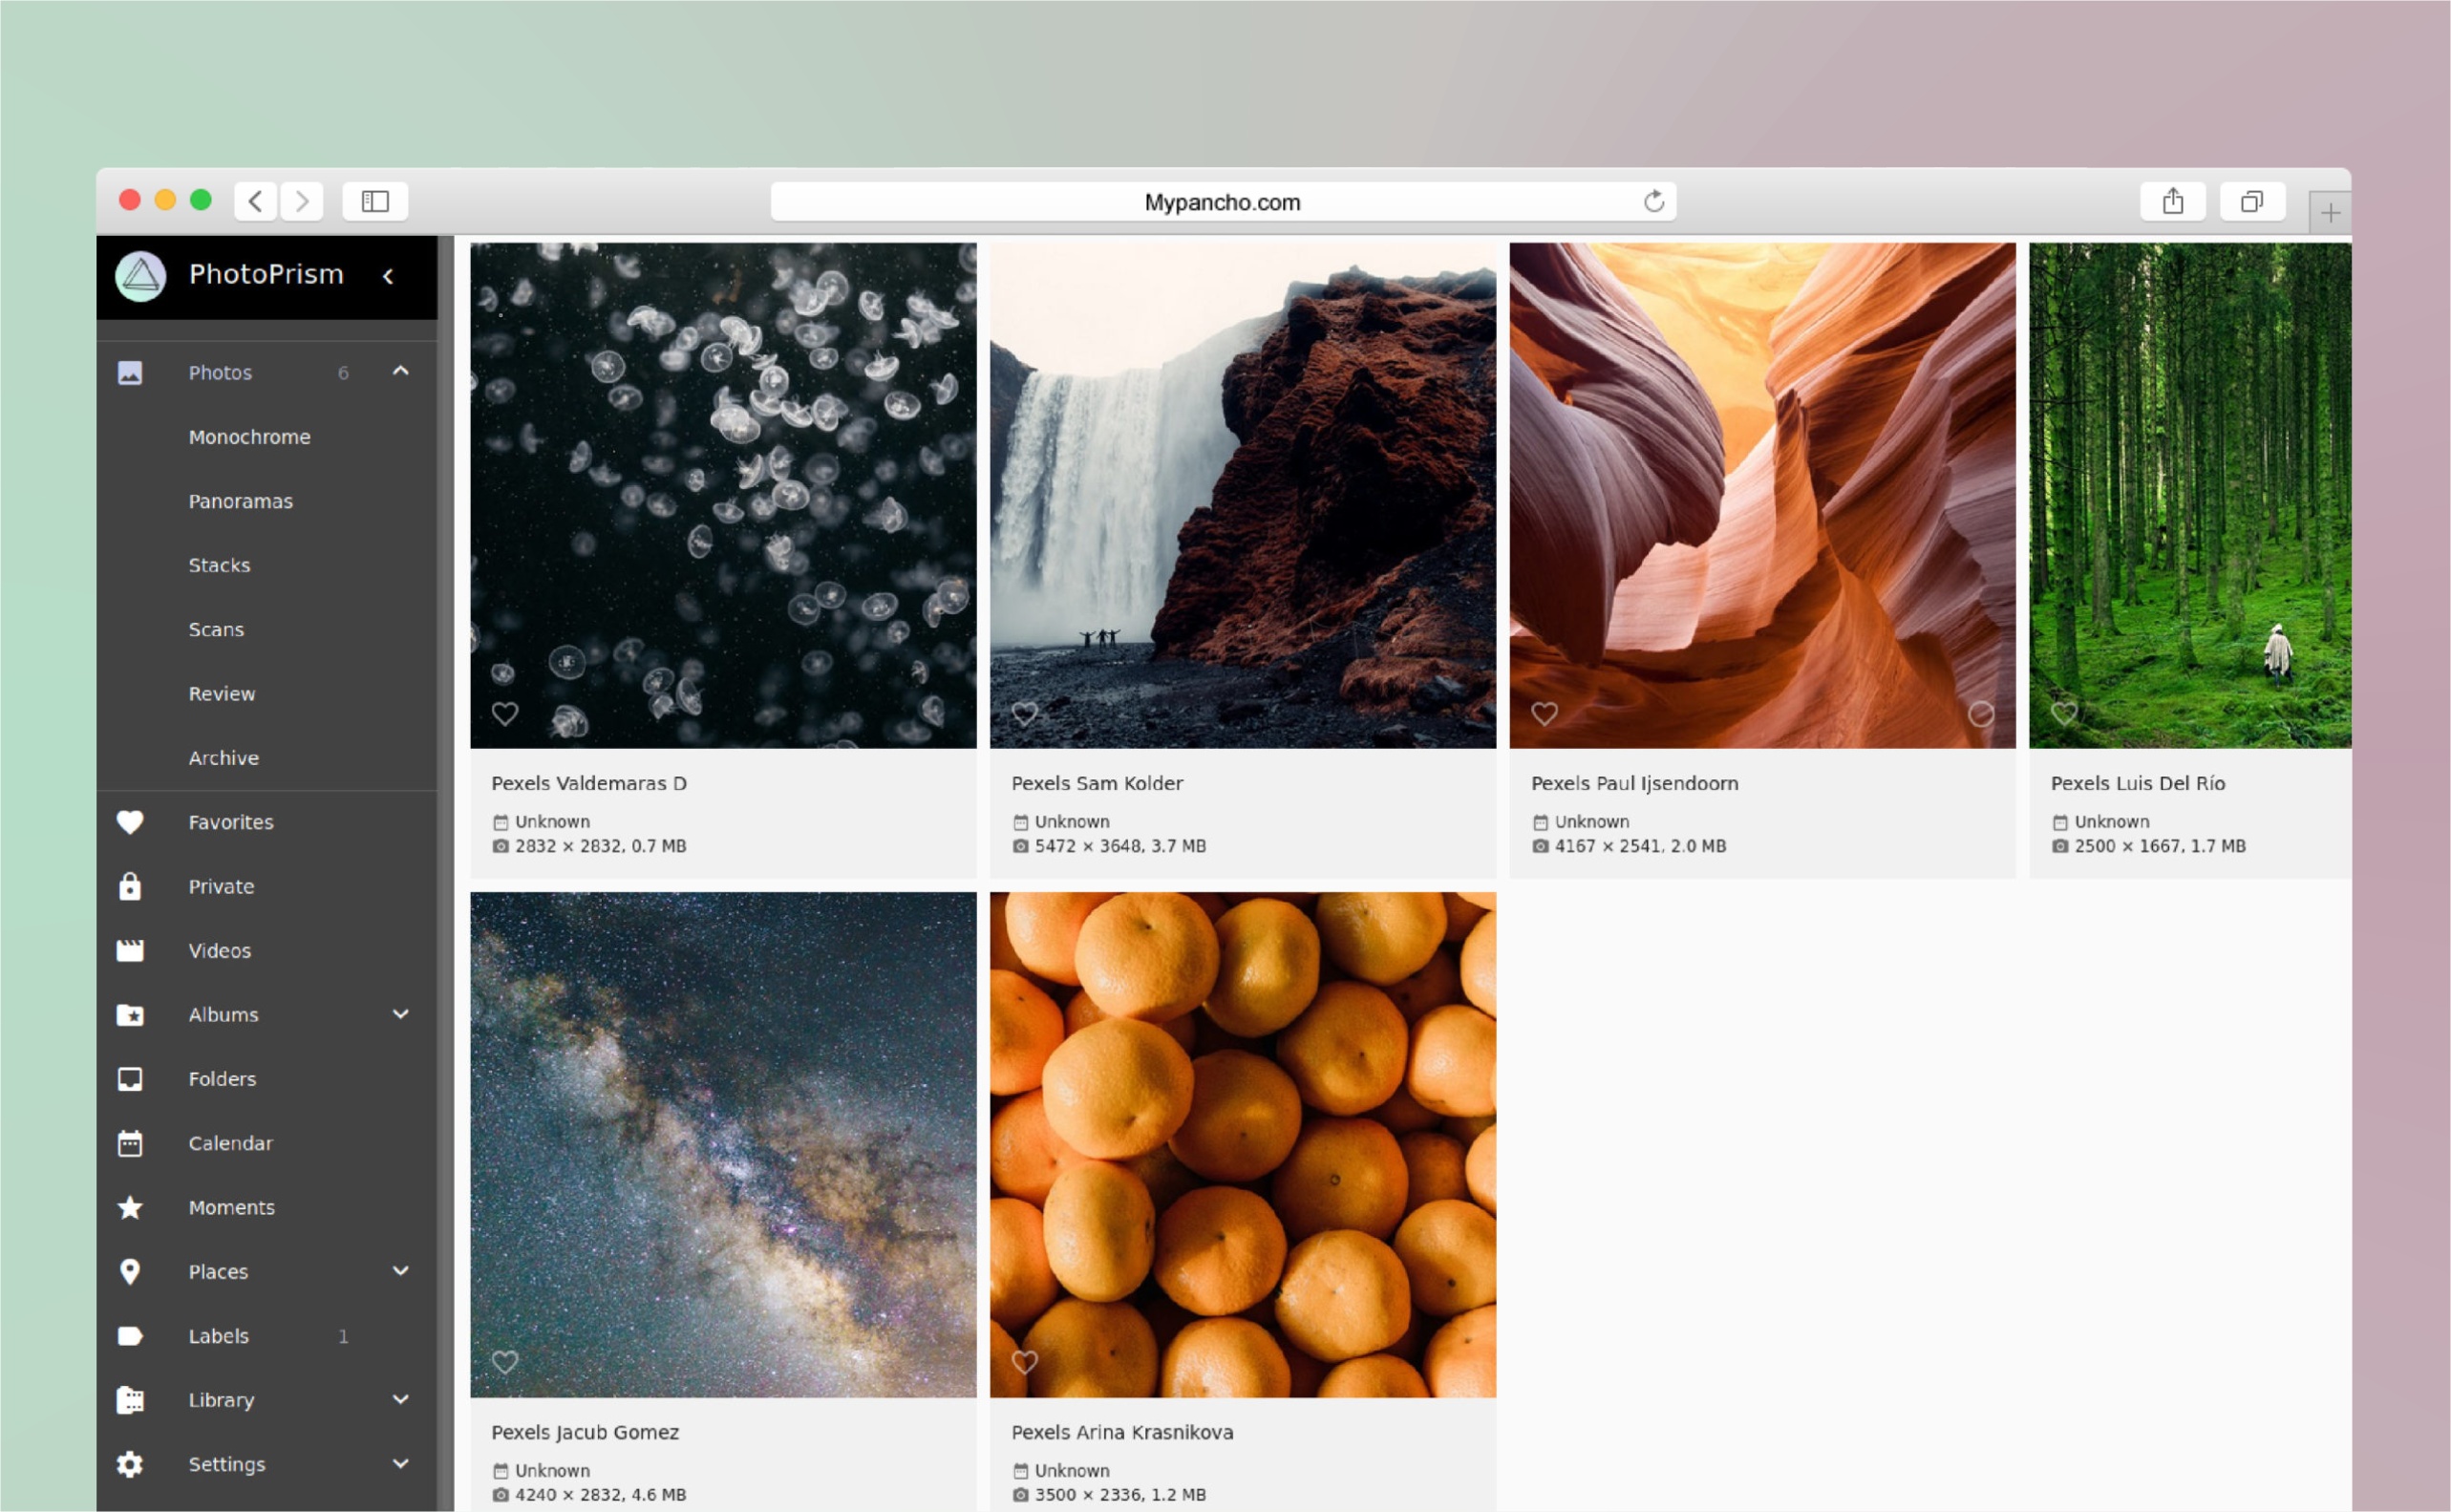 Mypancho.com
PhotoPrism
Photos 6
Monochrome
Panoramas
Stacks
Scans
Review
Archive
Favorites
Private
Videos
Albums
Folders
Calendar
Moments
Places
Labels 1
Library
Settings
Pexels Valdemaras D
Unknown
2832 × 2832, 0.7 MB
Pexels Sam Kolder
Unknown
5472 × 3648, 3.7 MB
Pexels Paul Ijsendoorn
Unknown
4167 × 2541, 2.0 MB
Pexels Luis Del Río
Unknown
2500 × 1667, 1.7 MB
Pexels Jacub Gomez
Unknown
4240 × 2832, 4.6 MB
Pexels Arina Krasnikova
Unknown
3500 × 2336, 1.2 MB